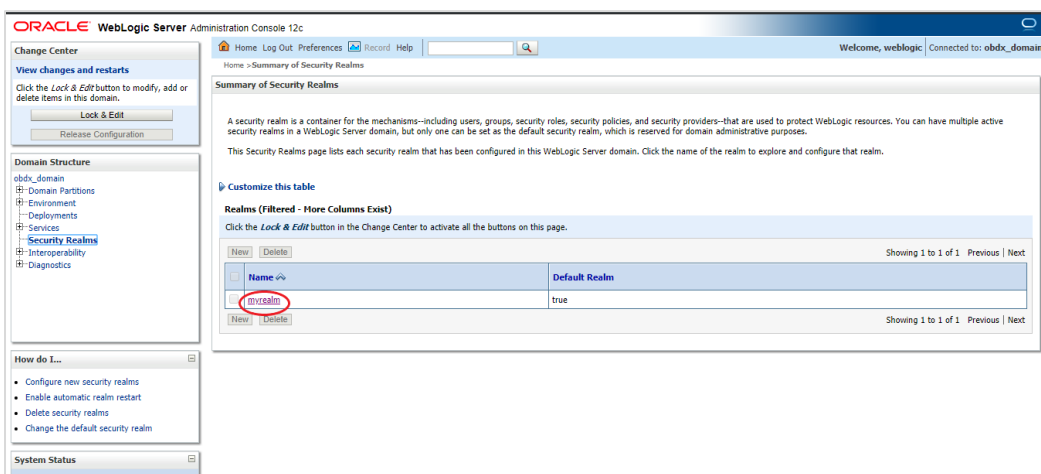 ORACLE WebLogic Server Administration Console 12c
Change Center
View changes and restarts
Click the Lock & Edit button to modify, add or
delete items in this domain.
Lock & Edit
Release Configuration
Domain Structure
obdx_domain
Domain Partitions
Environment
Deployments
Services
Security Realms
Interoperability
Diagnostics
How do I...
Configure new security realms
Enable automatic realm restart
Delete security realms
Change the default security realm
System Status
Home Log Out Preferences Record Help
Welcome, weblogic Connected to: obdx_domain
Home >Summary of Security Realms
Summary of Security Realms
A security realm is a container for the mechanisms--including users, groups, security roles, security policies, and security providers--that are used to protect WebLogic resources. You can have multiple active
security realms in a WebLogic Server domain, but only one can be set as the default security realm, which is reserved for domain administrative purposes.
This Security Realms page lists each security realm that has been configured in this WebLogic Server domain. Click the name of the realm to explore and configure that realm.
Customize this table
Realms (Filtered - More Columns Exist)
Click the Lock & Edit button in the Change Center to activate all the buttons on this page.
New Delete Showing 1 to 1 of 1 Previous | Next
Name Default Realm
myrealm true
New Delete Showing 1 to 1 of 1 Previous | Next